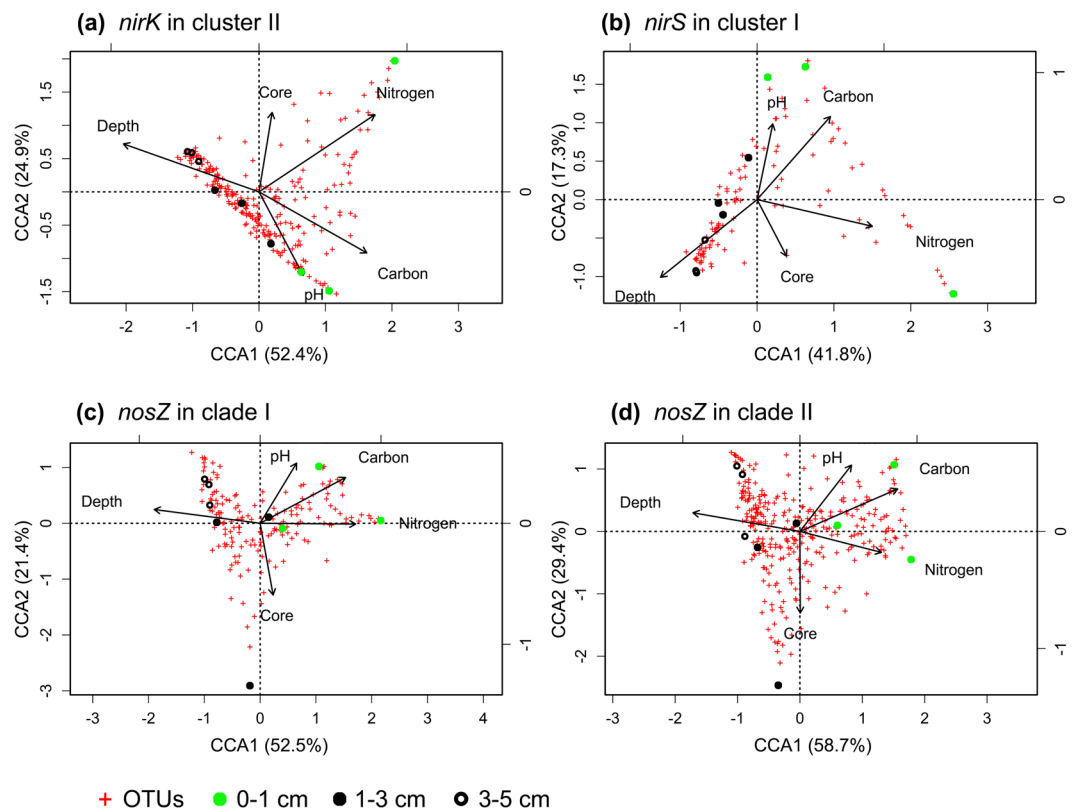 (a) nirK in cluster II
(b) nirS in cluster I
Core
Nitrogen
Depth
Carbon
pH
CCA2 (24.9%)
-1.5 -0.5 0.5 1.5
0
-2 -1 0 1 2 3
CCA1 (52.4%)
pH
Carbon
Nitrogen
Core
Depth
CCA2 (17.3%)
-1.0 0.0 0.5 1.0 1.5
1
0
-1 0 1 2 3
CCA1 (41.8%)
(c) nosZ in clade I
(d) nosZ in clade II
pH
Carbon
Depth
Nitrogen
Core
CCA2 (21.4%)
-3 -2 -1 0 1
0
-1
-3 -2 -1 0 1 2 3 4
CCA1 (52.5%)
pH
Carbon
Depth
Nitrogen
Core
CCA2 (29.4%)
-2 -1 0 1
0
-1
-3 -2 -1 0 1 2 3
CCA1 (58.7%)
OTUs 0-1 cm 1-3 cm 3-5 cm